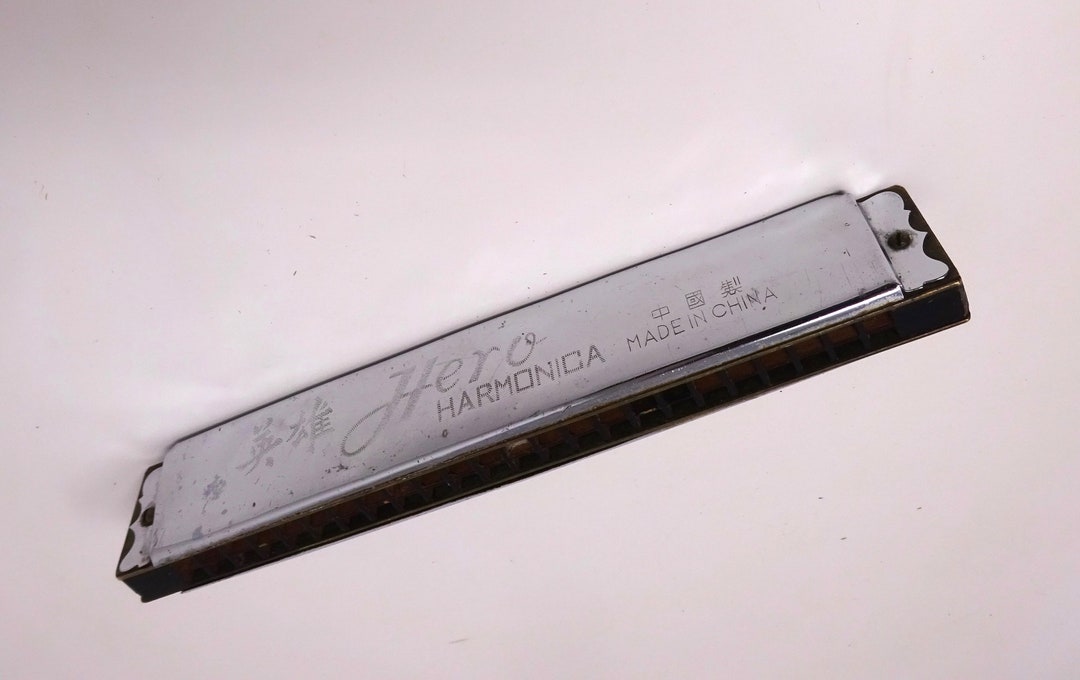 英雄 Hero
HARMONICA
中國製
MADE IN CHINA